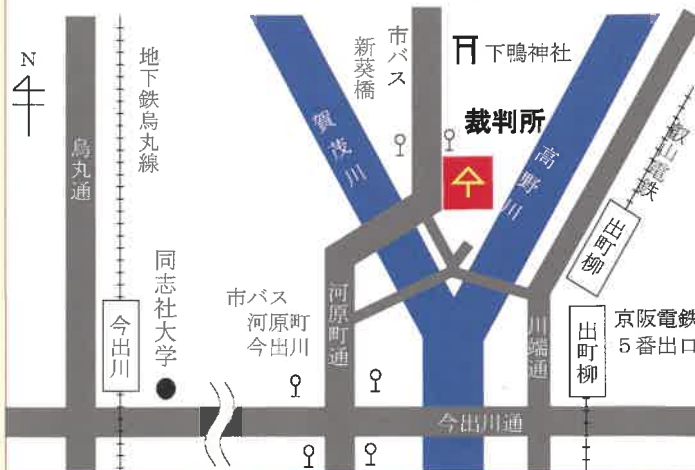 N
烏丸通
地下鉄烏丸線
今出川
同志社大学
市バス
新葵橋
下鴨神社
裁判所
賀茂川
高野川
叡山電鉄
出町柳
市バス
河原町
今出川
河原町通
川端通
出町柳
京阪電鉄
5番出口
今出川通